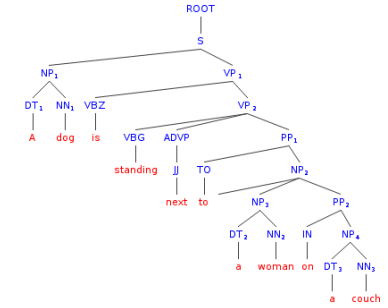 ROOT
S
NP₁ VP₁
DT₁ NN₁ VBZ VP₂
A dog is VBG ADVP PP₁
standing JJ TO NP₂
next to NP₃ PP₂
DT₂ NN₂ IN NP₄
a woman on DT₃ NN₃
a couch